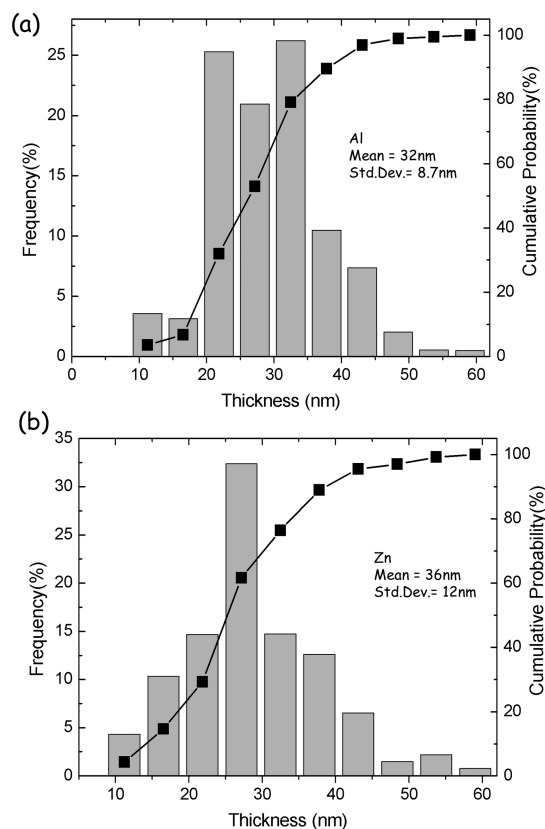 (a)
25
20
15
10
5
0
Frequency(%)
100
80
60
40
20
0
Cumulative Probability(%)
Al
Mean = 32nm
Std.Dev.= 8.7nm
0 10 20 30 40 50 60
Thickness (nm)
(b)
35
30
25
20
15
10
5
0
Frequency(%)
100
80
60
40
20
0
Cumulative Probability(%)
Zn
Mean = 36nm
Std.Dev.= 12nm
10 20 30 40 50 60
Thickness (nm)